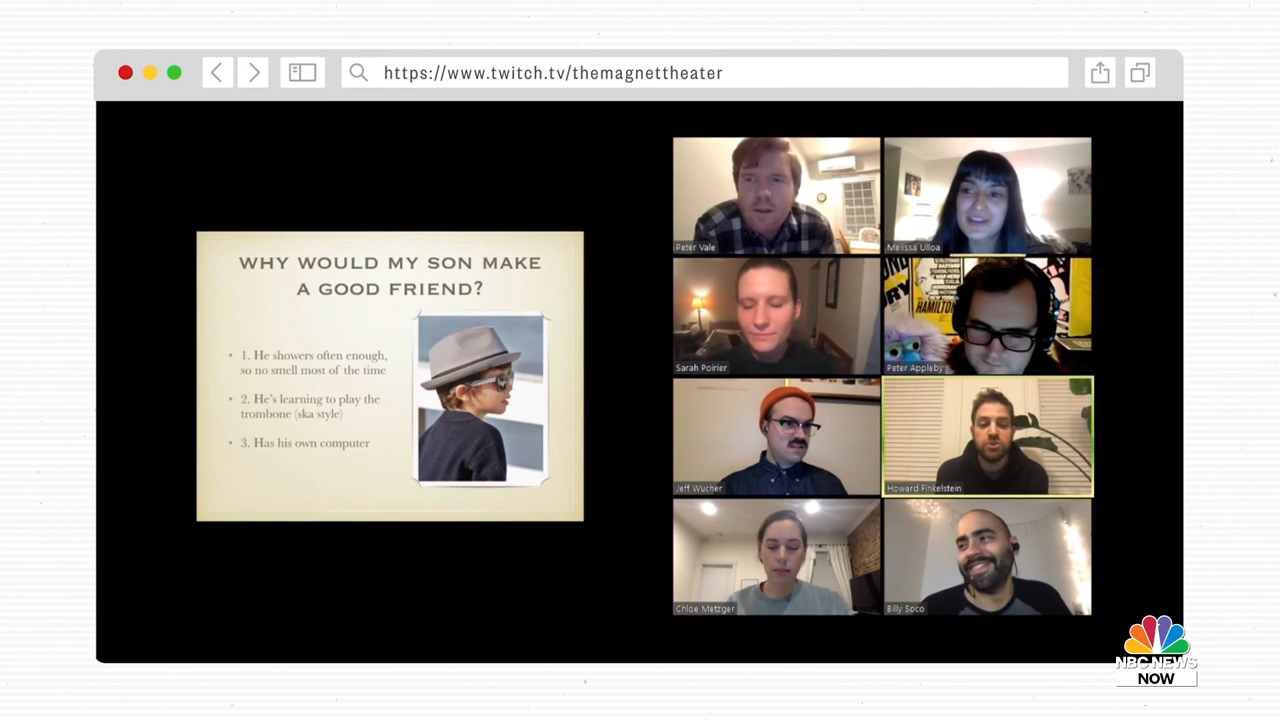 https://www.twitch.tv/themagnettheater
WHY WOULD MY SON MAKE
A GOOD FRIEND?
• 1. He showers often enough,
so no smell most of the time
• 2. He's learning to play the
trombone (ska style)
• 3. Has his own computer
Peter Vale
Melissa Ulloa
Sarah Poirier
HAMILTON
Peter Appleby
Jeff Wucher
Howard Finkelstein
Chloe Metzger
Billy Soco
NBC NEWS
NOW